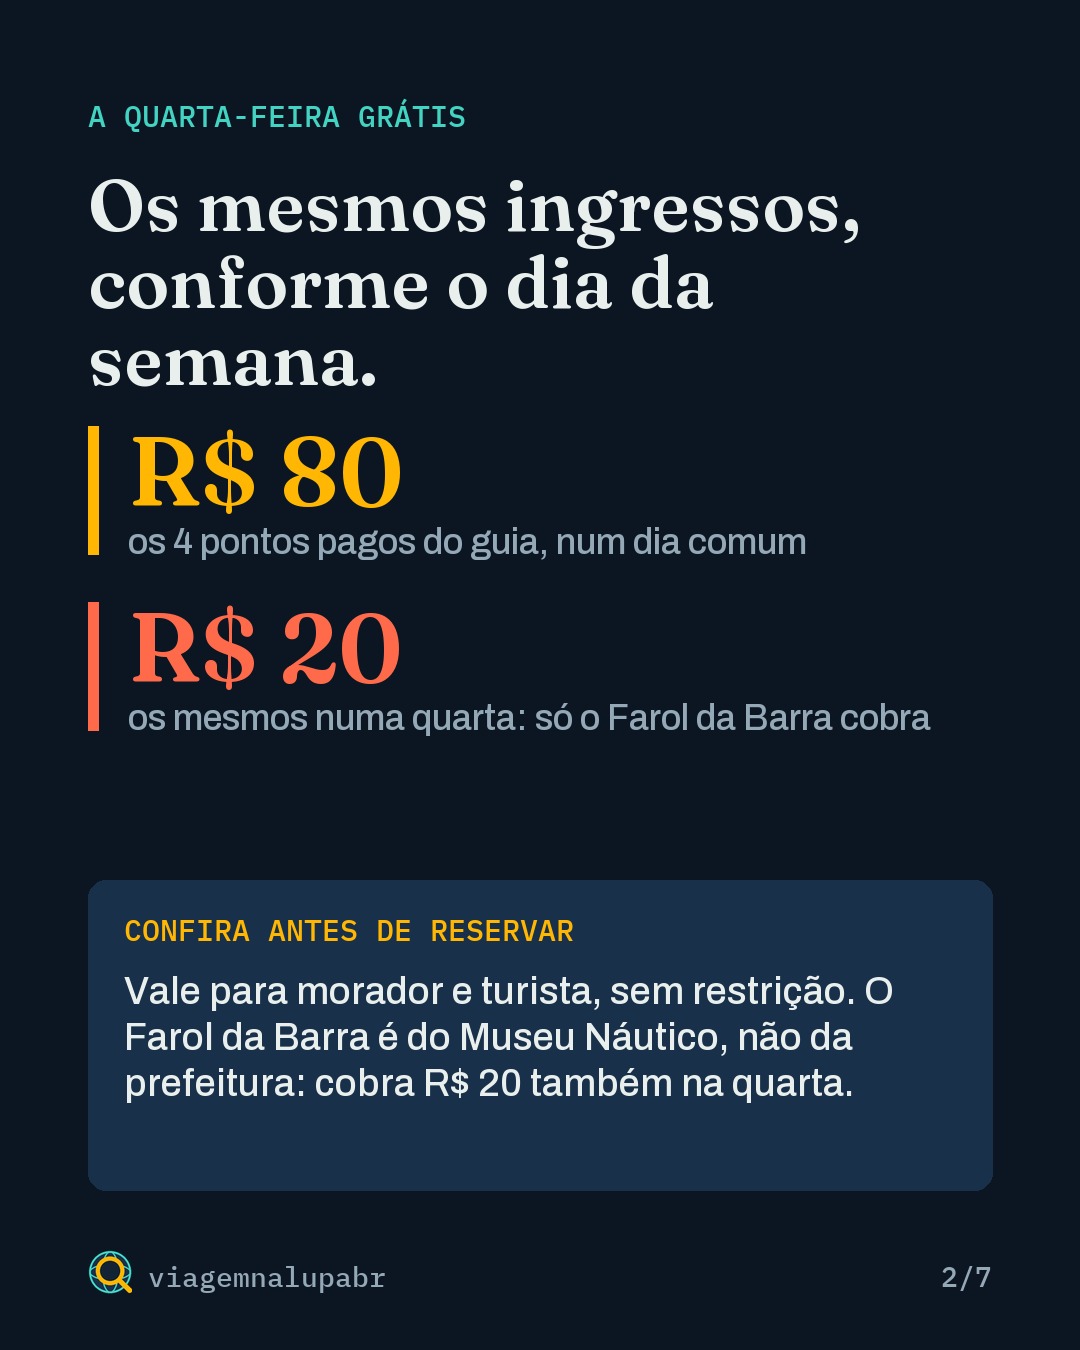 A QUARTA-FEIRA GRÁTIS
Os mesmos ingressos,
conforme o dia da
semana.
R$ 80
os 4 pontos pagos do guia, num dia comum
R$ 20
os mesmos numa quarta: só o Farol da Barra cobra
CONFIRA ANTES DE RESERVAR
Vale para morador e turista, sem restrição. O
Farol da Barra é do Museu Náutico, não da
prefeitura: cobra R$ 20 também na quarta.
viagemnalupabr
2/7